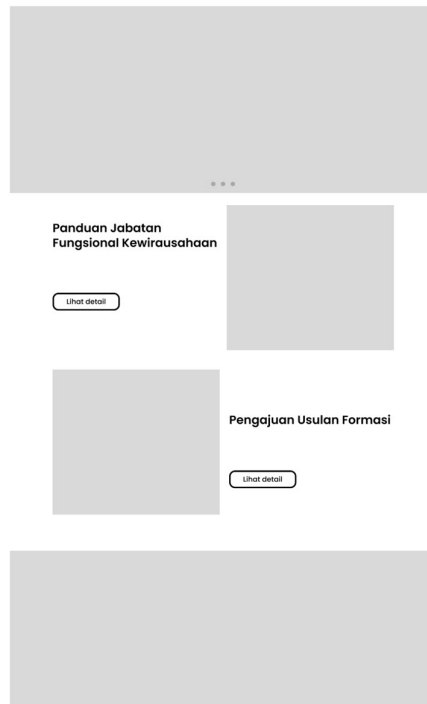 Panduan Jabatan
Fungsional Kewirausahaan
Lihat detail
Pengajuan Usulan Formasi
Lihat detail